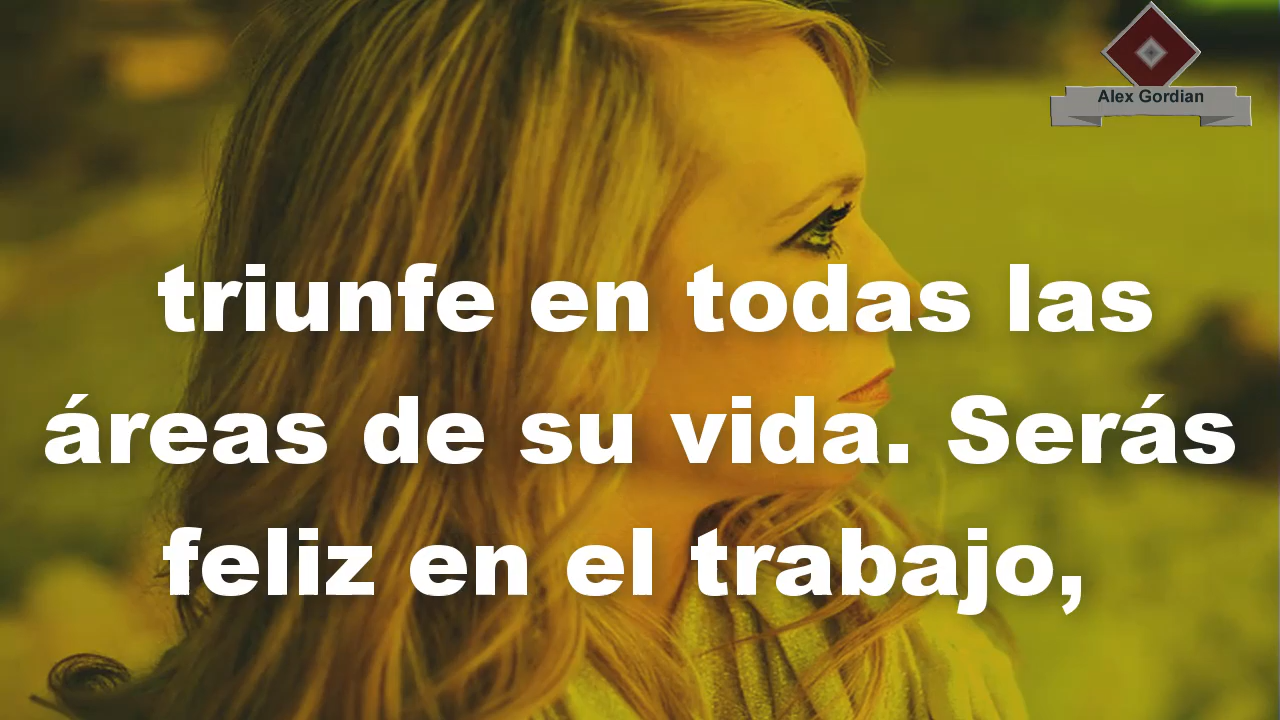 Alex Gordian
triunfe en todas las
áreas de su vida. Serás
feliz en el trabajo,